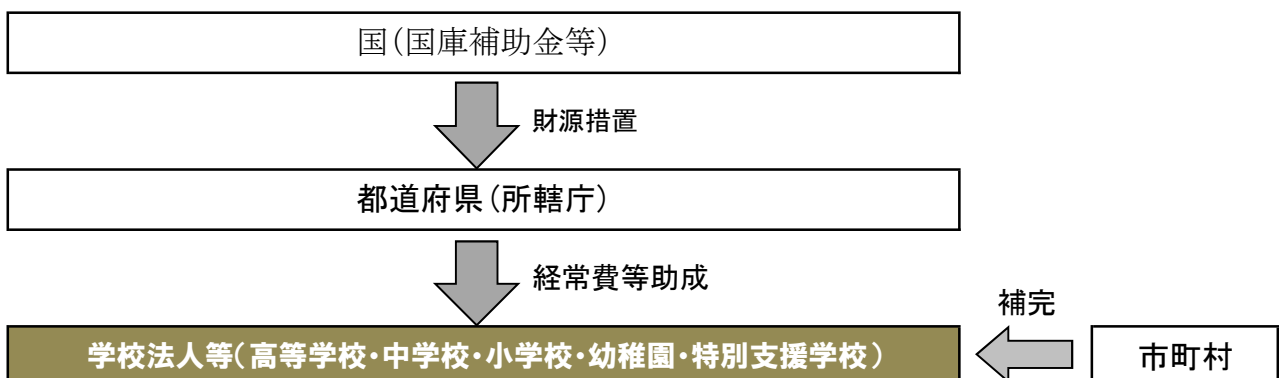 国(国庫補助金等)
財源措置
都道府県(所轄庁)
経常費等助成
補完
学校法人等(高等学校・中学校・小学校・幼稚園・特別支援学校)
市町村